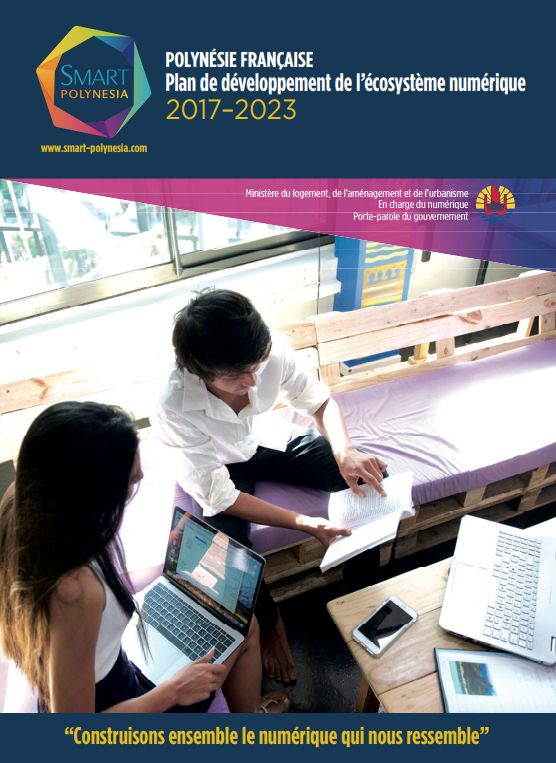 SMART
POLYNESIA
www.smart-polynesia.com
POLYNÉSIE FRANÇAISE
Plan de développement de l'écosystème numérique
2017-2023
Ministère du logement, de l'aménagement et de l'urbanisme
En charge du numérique
Porte-parole du gouvernement
“Construisons ensemble le numérique qui nous ressemble”